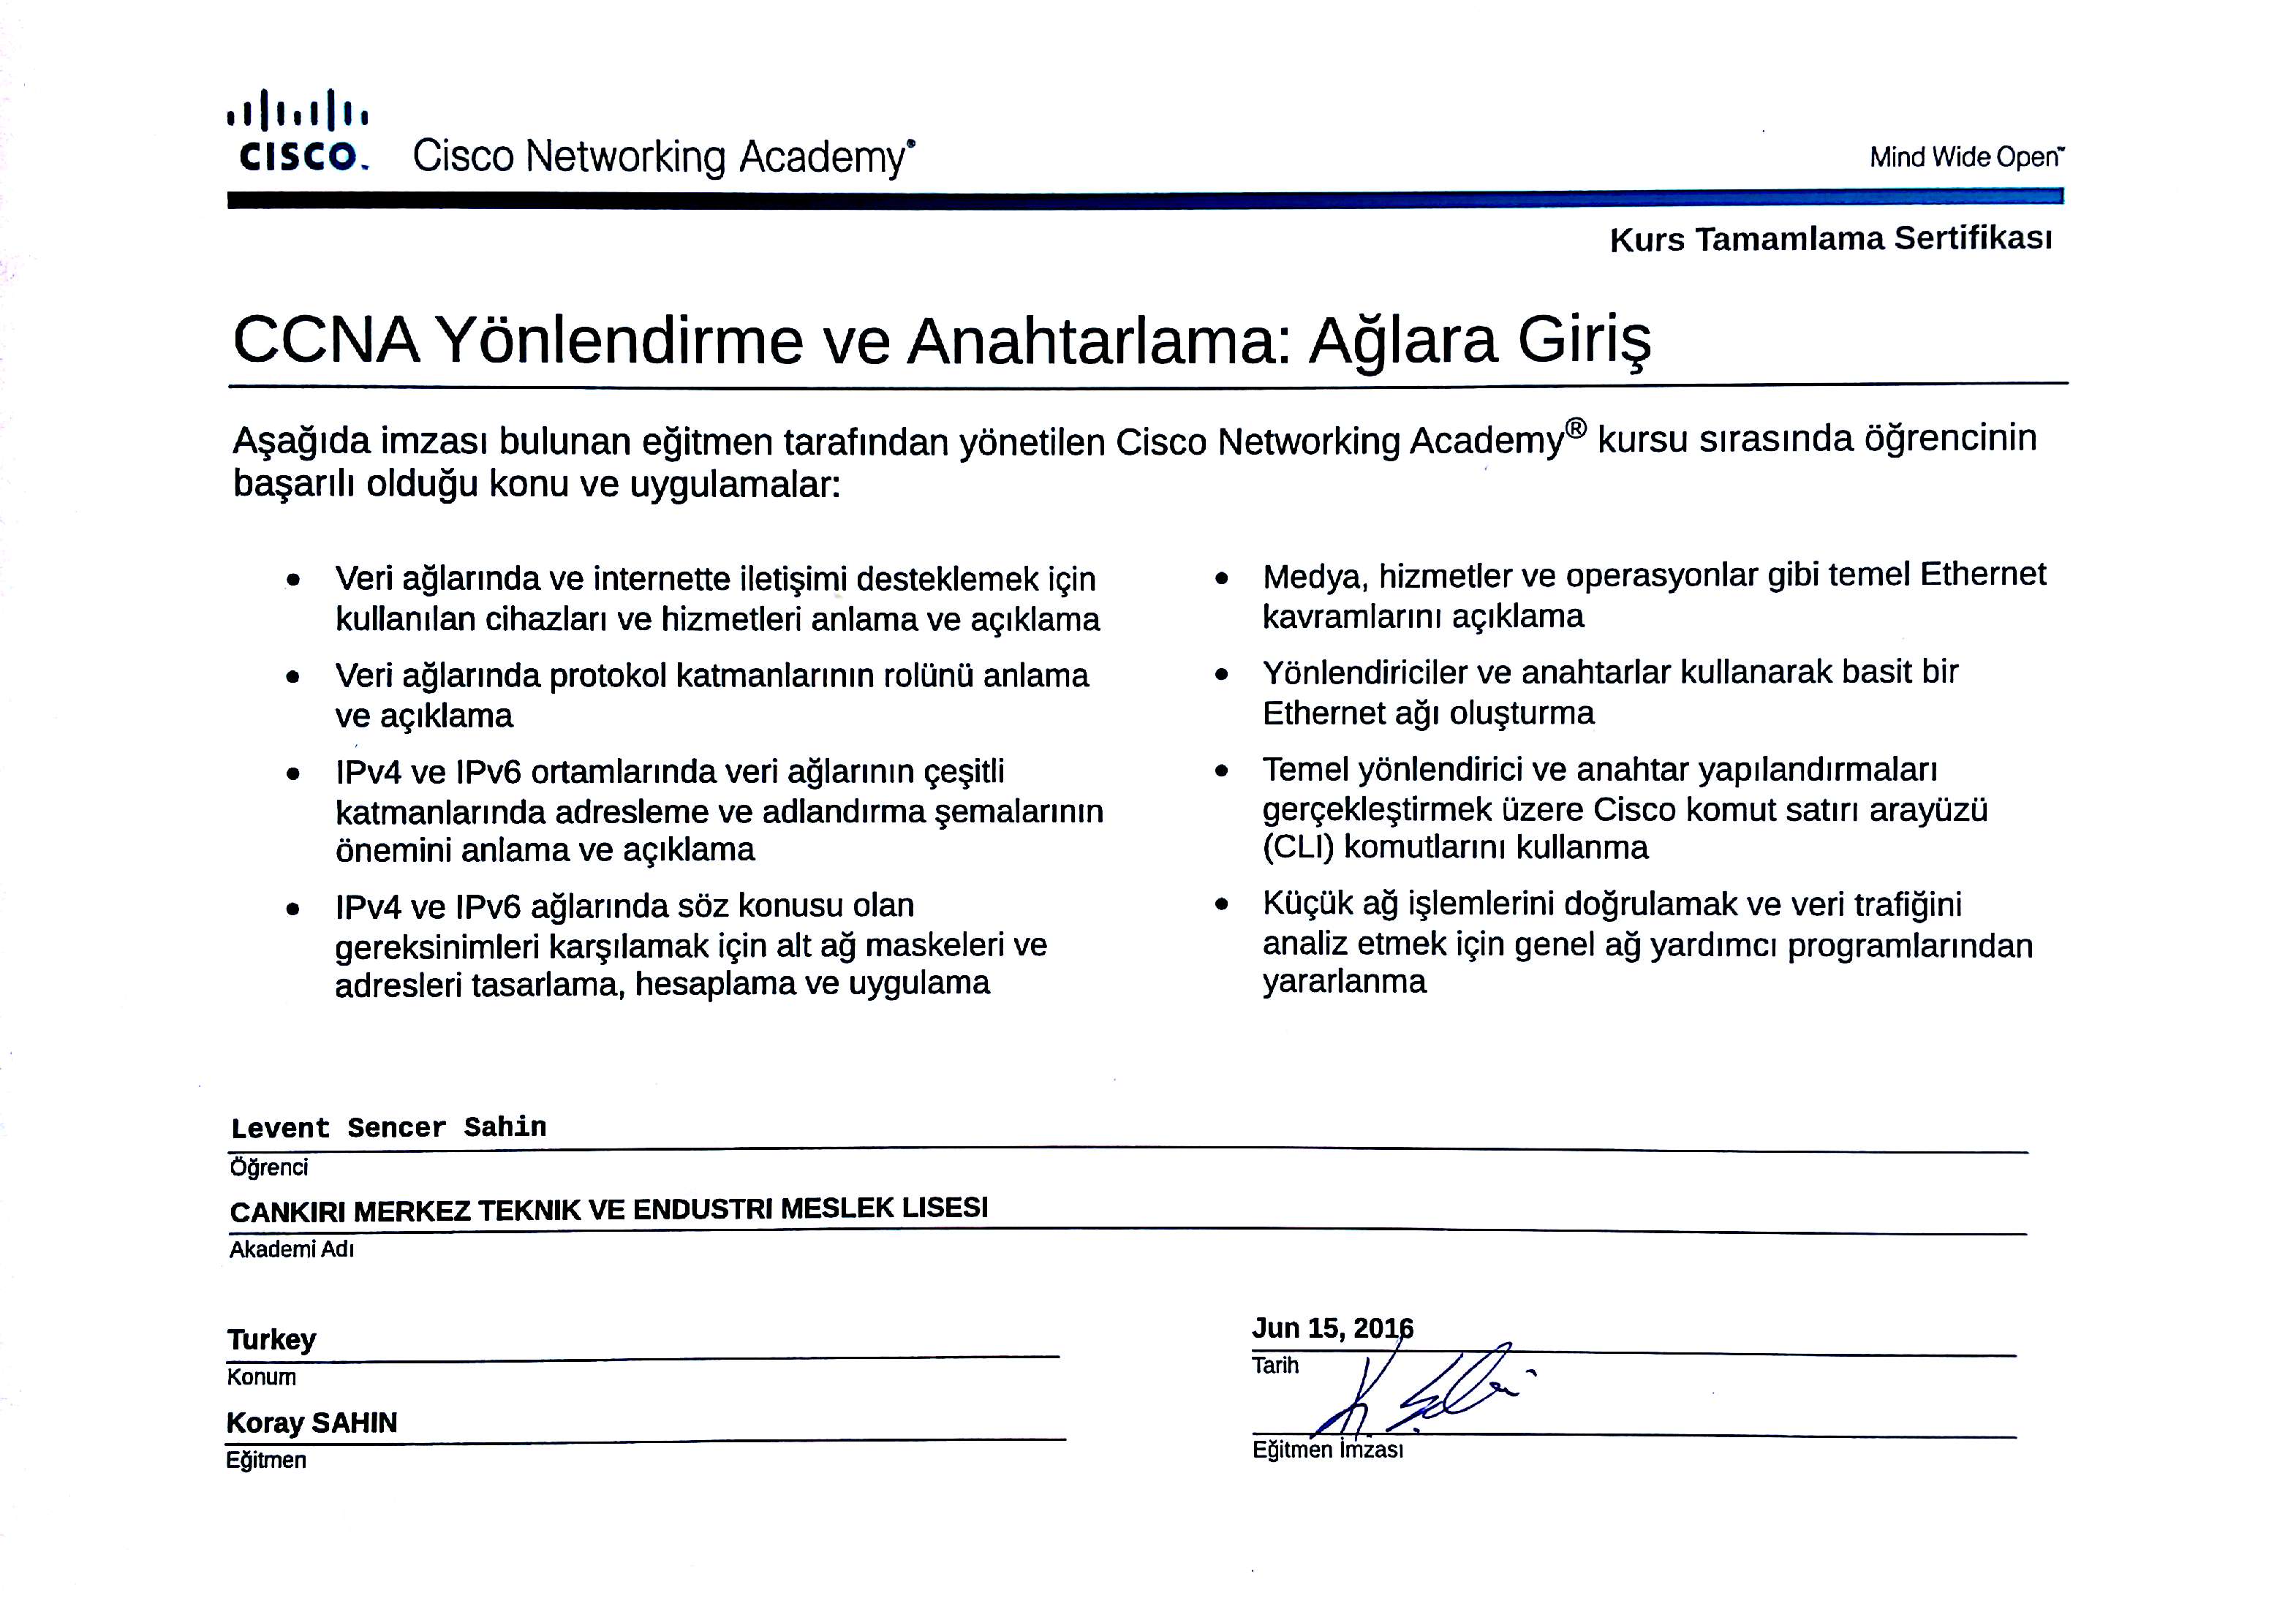 CISCO. Cisco Networking Academy®
Mind Wide Open™
Kurs Tamamlama Sertifikası
CCNA Yönlendirme ve Anahtarlama: Ağlara Giriş
Aşağıda imzası bulunan eğitmen tarafından yönetilen Cisco Networking Academy® kursu sırasında öğrencinin
başarılı olduğu konu ve uygulamalar:
• Veri ağlarında ve internette iletişimi desteklemek için
kullanılan cihazları ve hizmetleri anlama ve açıklama
• Veri ağlarında protokol katmanlarının rolünü anlama
ve açıklama
• IPv4 ve IPv6 ortamlarında veri ağlarının çeşitli
katmanlarında adresleme ve adlandırma şemalarının
önemini anlama ve açıklama
• IPv4 ve IPv6 ağlarında söz konusu olan
gereksinimleri karşılamak için alt ağ maskeleri ve
adresleri tasarlama, hesaplama ve uygulama
• Medya, hizmetler ve operasyonlar gibi temel Ethernet
kavramlarını açıklama
• Yönlendiriciler ve anahtarlar kullanarak basit bir
Ethernet ağı oluşturma
• Temel yönlendirici ve anahtar yapılandırmaları
gerçekleştirmek üzere Cisco komut satırı arayüzü
(CLI) komutlarını kullanma
• Küçük ağ işlemlerini doğrulamak ve veri trafiğini
analiz etmek için genel ağ yardımcı programlarından
yararlanma
Levent Sencer Sahin
Öğrenci
CANKIRI MERKEZ TEKNIK VE ENDUSTRI MESLEK LISESI
Akademi Adı
Turkey
Konum
Jun 15, 2016
Tarih
Koray SAHIN
Eğitmen
Eğitmen İmzası